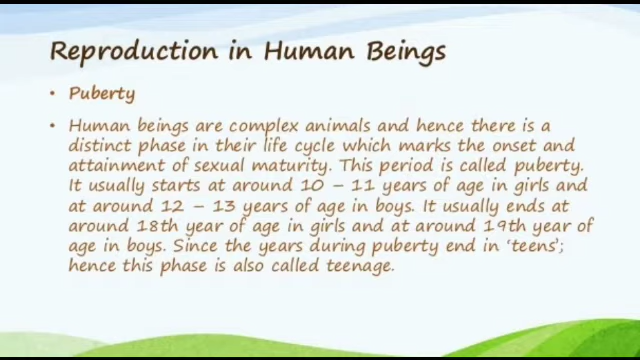 Reproduction in Human Beings
• Puberty
• Human beings are complex animals and hence there is a
distinct phase in their life cycle which marks the onset and
attainment of sexual maturity. This period is called puberty.
It usually starts at around 10 – 11 years of age in girls and
at around 12 – 13 years of age in boys. It usually ends at
around 18th year of age in girls and at around 19th year of
age in boys. Since the years during puberty end in ‘teens’;
hence this phase is also called teenage.